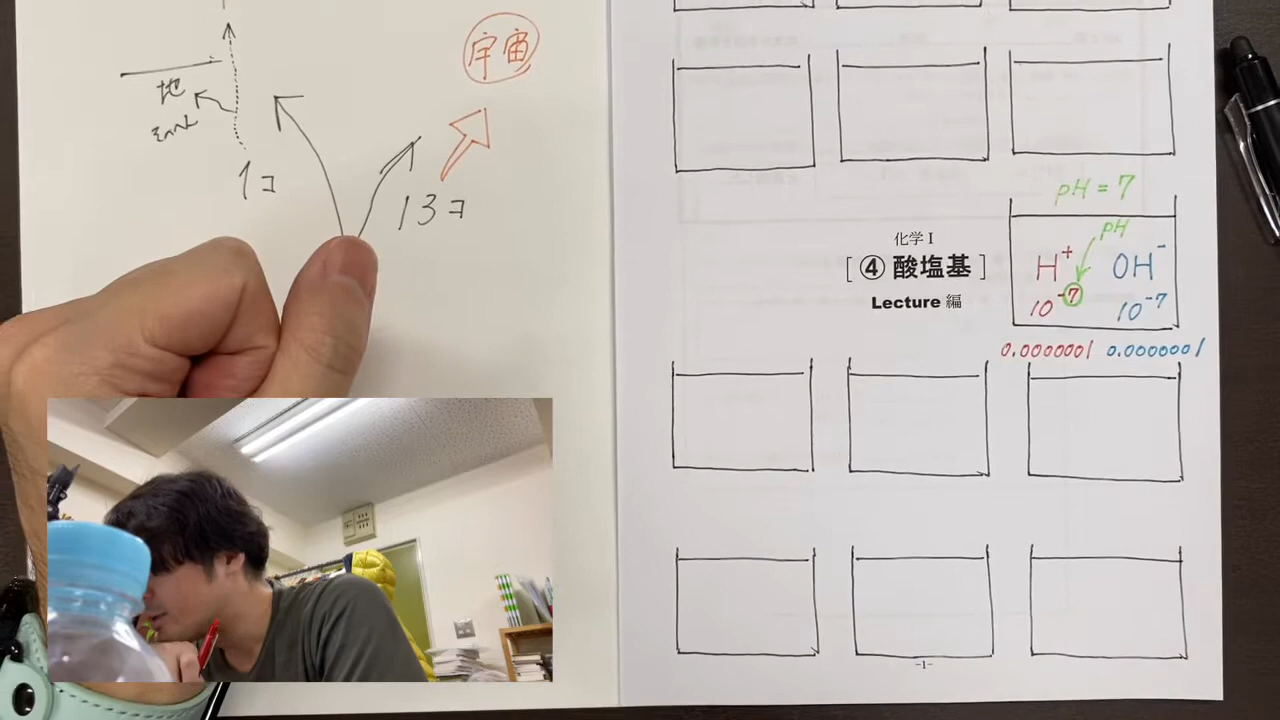 宇宙
地
1コ
13コ
化学Ⅰ
[ ④ 酸塩基 ]
Lecture 編
pH = 7
pH
H⁺ OH⁻
10⁻⁷ 10⁻⁷
0.0000001 0.0000001
-1-